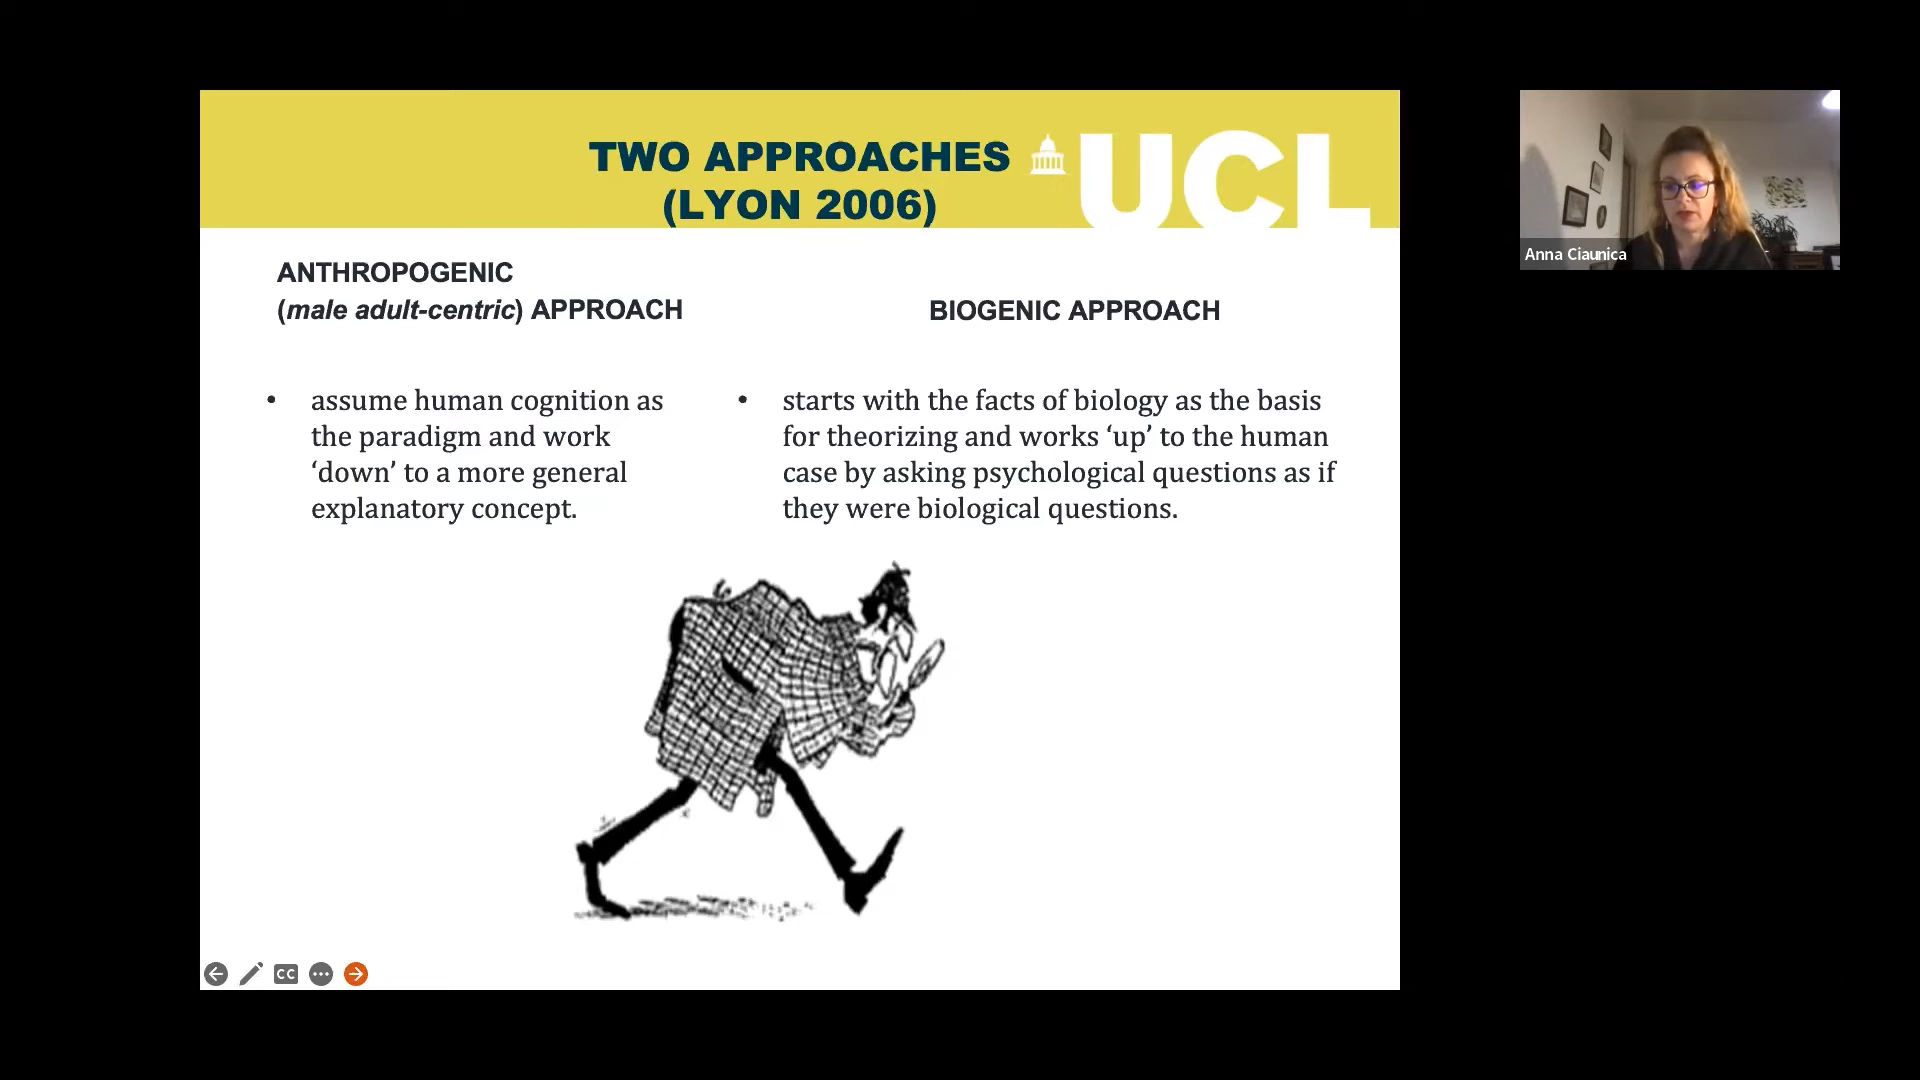 TWO APPROACHES
(LYON 2006)
UCL
ANTHROPOGENIC
(male adult-centric) APPROACH
BIOGENIC APPROACH
• assume human cognition as
the paradigm and work
‘down’ to a more general
explanatory concept.
• starts with the facts of biology as the basis
for theorizing and works ‘up’ to the human
case by asking psychological questions as if
they were biological questions.
CC
Anna Ciaunica